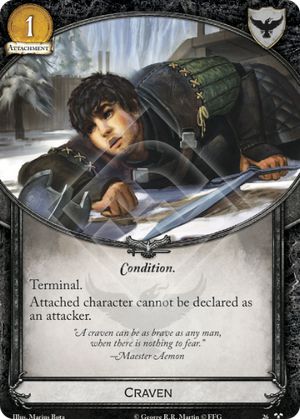 1
ATTACHMENT
Condition.
Terminal.
Attached character cannot be declared as
an attacker.
"A craven can be as brave as any man,
when there is nothing to fear."
–Maester Aemon
CRAVEN
Illus. Marius Bota
© George R.R. Martin © FFG
26